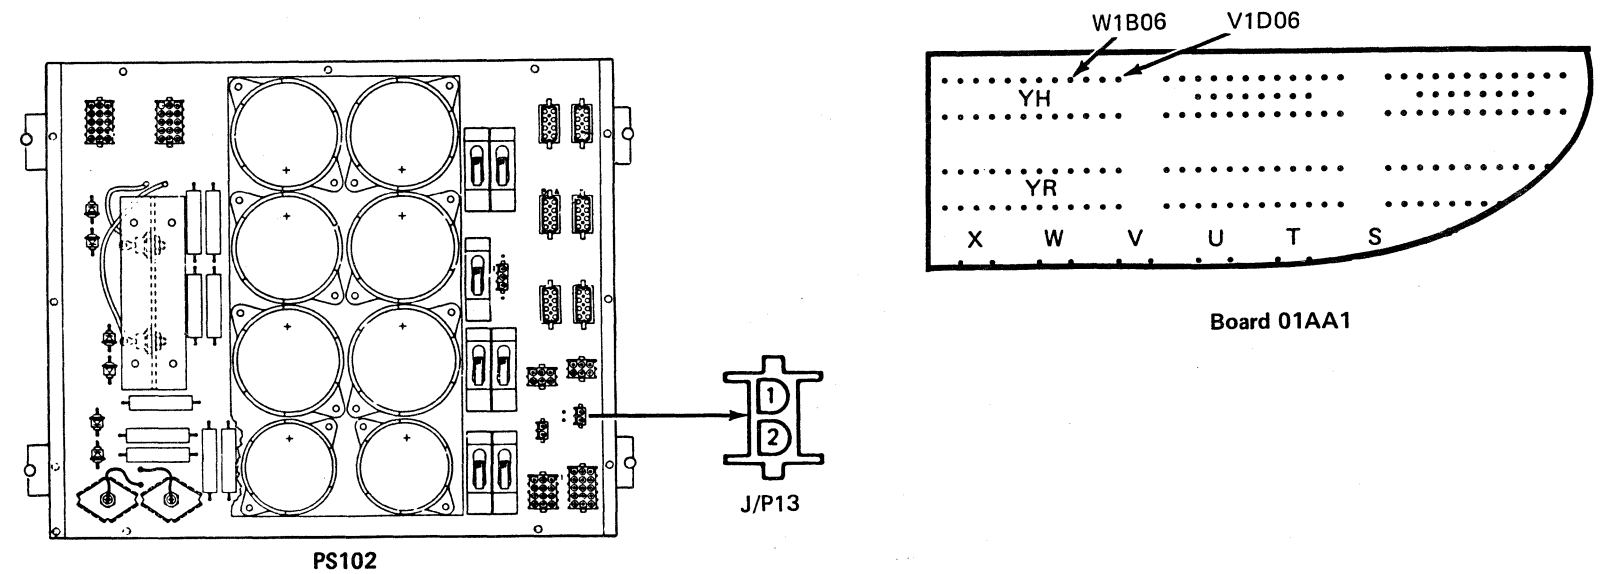 W1B06 V1D06
YH
YR
X W V U T S
Board 01AA1
1
2
J/P13
PS102